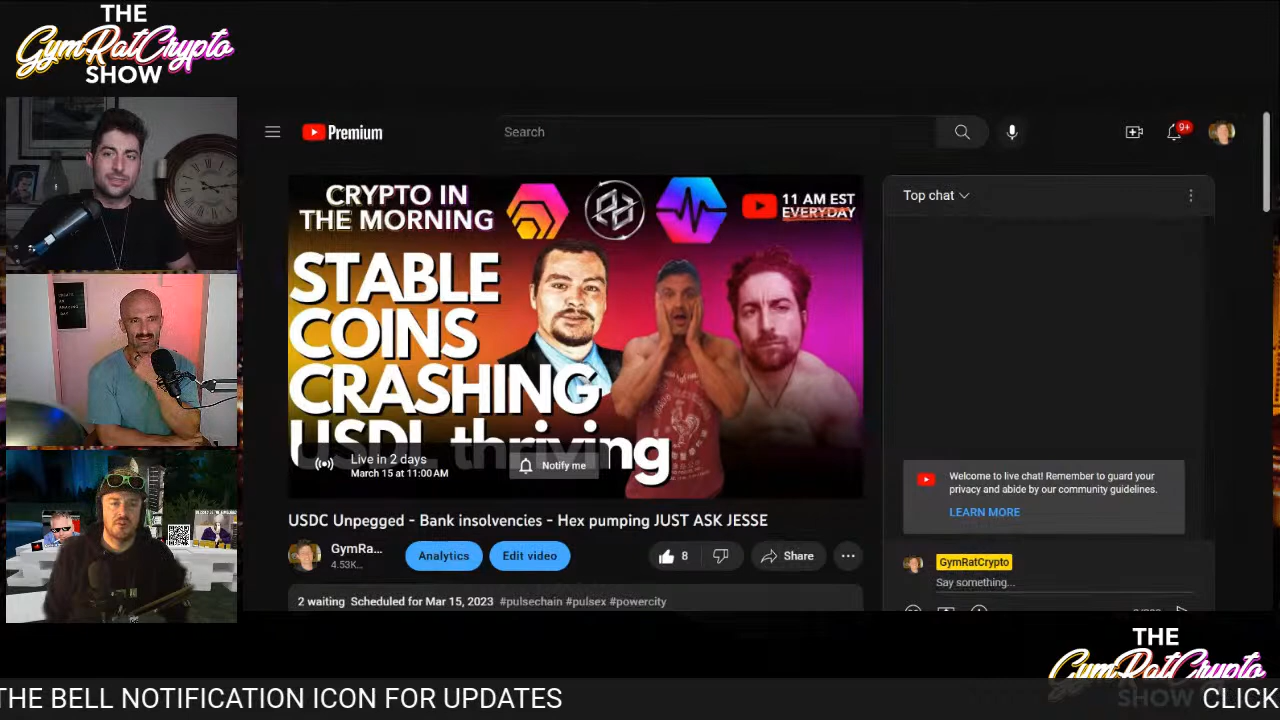 THE
GymRatCrypto
SHOW
Premium
Search
9+
CRYPTO IN
THE MORNING
11 AM EST
EVERYDAY
STABLE
COINS
CRASHING
USDL thriving
Live in 2 days
March 15 at 11:00 AM
Notify me
USDC Unpegged - Bank insolvencies - Hex pumping JUST ASK JESSE
GymRa...
4.53K...
Analytics
Edit video
8
Share
2 waiting Scheduled for Mar 15, 2023 #pulsechain #pulsex #powercity
Top chat
Welcome to live chat! Remember to guard your
privacy and abide by our community guidelines.
LEARN MORE
GymRatCrypto
Say something...
CREATE
AN
AMAZING
DAY
THE
GymRatCrypto
SHOW
THE BELL NOTIFICATION ICON FOR UPDATES
CLICK